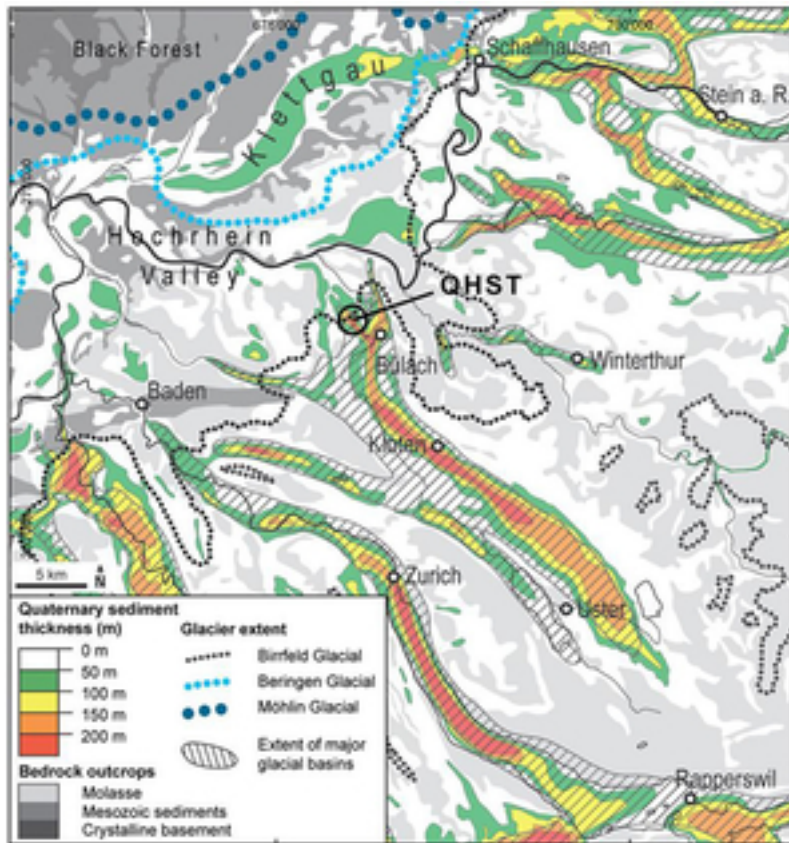 Black Forest
Klettgau
Schaffhausen
Stein a. R.
Hochrhein
Valley
QHST
Bülach
Winterthur
Baden
Kloten
5 km
N
Zurich
Uster
Rapperswil
Quaternary sediment
thickness (m)
0 m
50 m
100 m
150 m
200 m
Bedrock outcrops
Molasse
Mesozoic sediments
Crystalline basement
Glacier extent
Birrfeld Glacial
Beringen Glacial
Möhlin Glacial
Extent of major
glacial basins